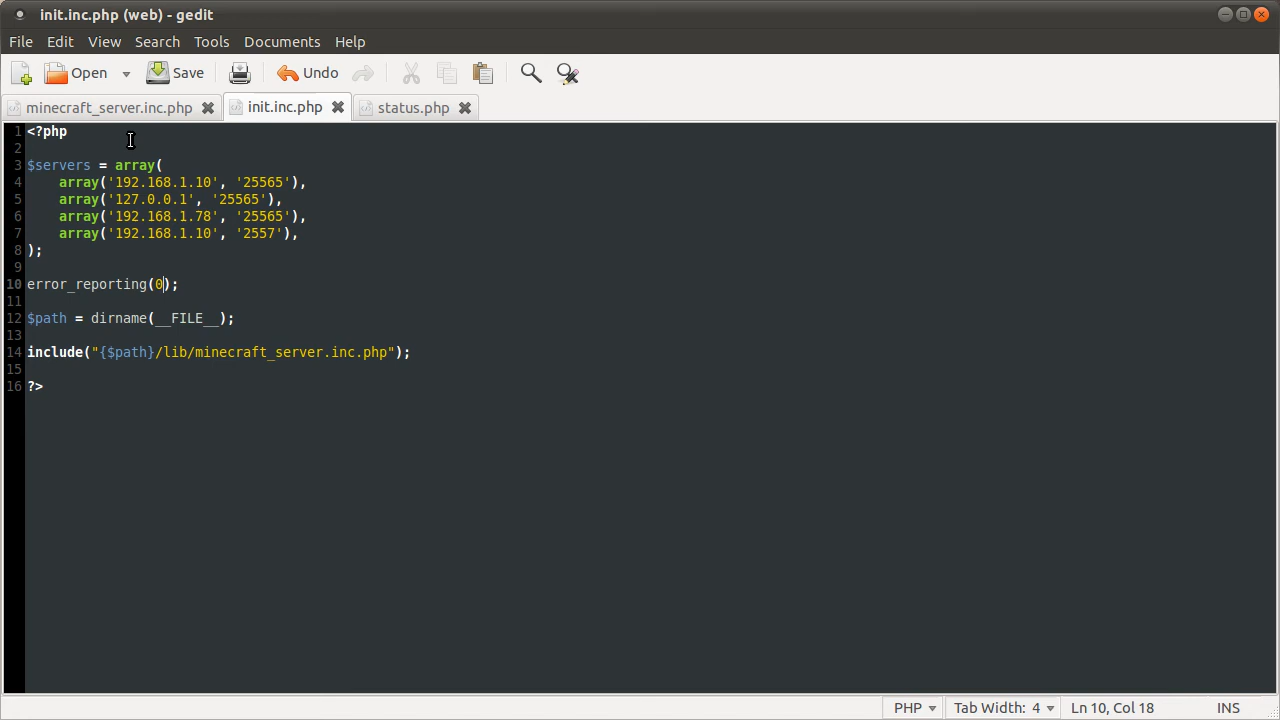 init.inc.php (web) - gedit
File Edit View Search Tools Documents Help
Open Save Undo
minecraft_server.inc.php init.inc.php status.php
1 <?php
2
3 $servers = array(
4     array('192.168.1.10', '25565'),
5     array('127.0.0.1', '25565'),
6     array('192.168.1.78', '25565'),
7     array('192.168.1.10', '2557'),
8 );
9
10 error_reporting(0);
11
12 $path = dirname(__FILE__);
13
14 include("{$path}/lib/minecraft_server.inc.php");
15
16 ?>
PHP Tab Width: 4 Ln 10, Col 18 INS